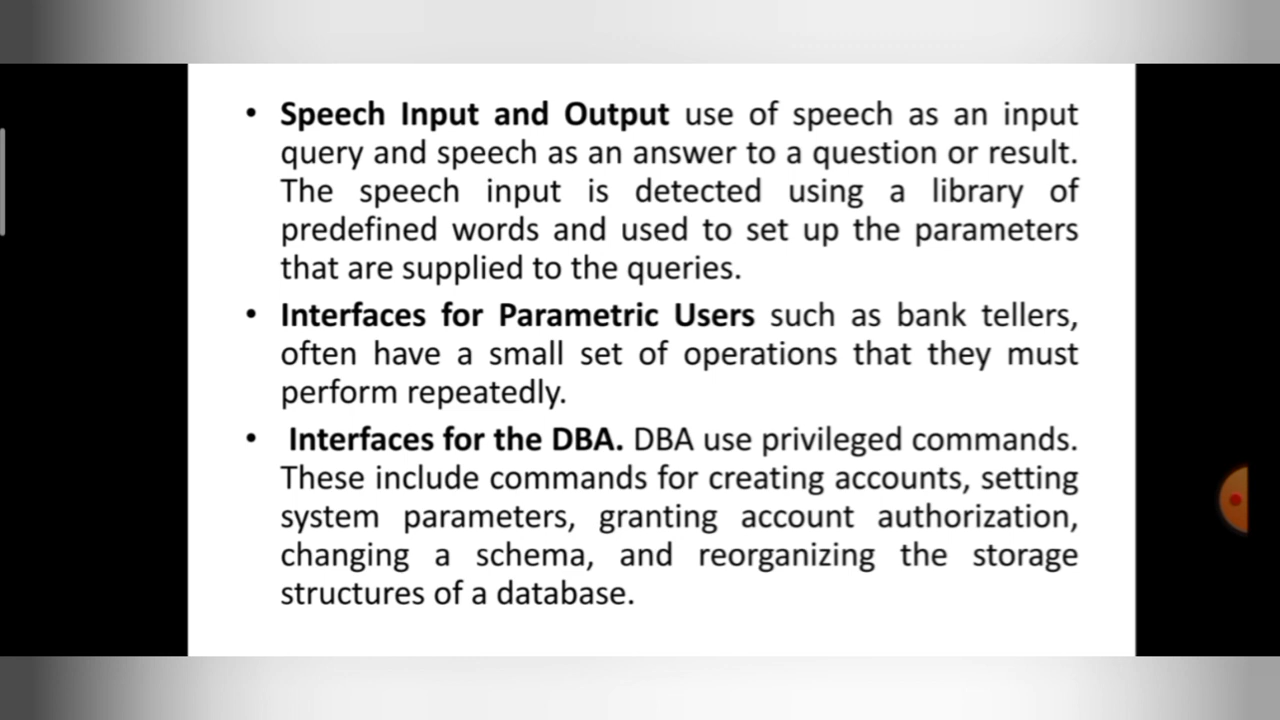 • Speech Input and Output use of speech as an input
query and speech as an answer to a question or result.
The speech input is detected using a library of
predefined words and used to set up the parameters
that are supplied to the queries.
• Interfaces for Parametric Users such as bank tellers,
often have a small set of operations that they must
perform repeatedly.
• Interfaces for the DBA. DBA use privileged commands.
These include commands for creating accounts, setting
system parameters, granting account authorization,
changing a schema, and reorganizing the storage
structures of a database.